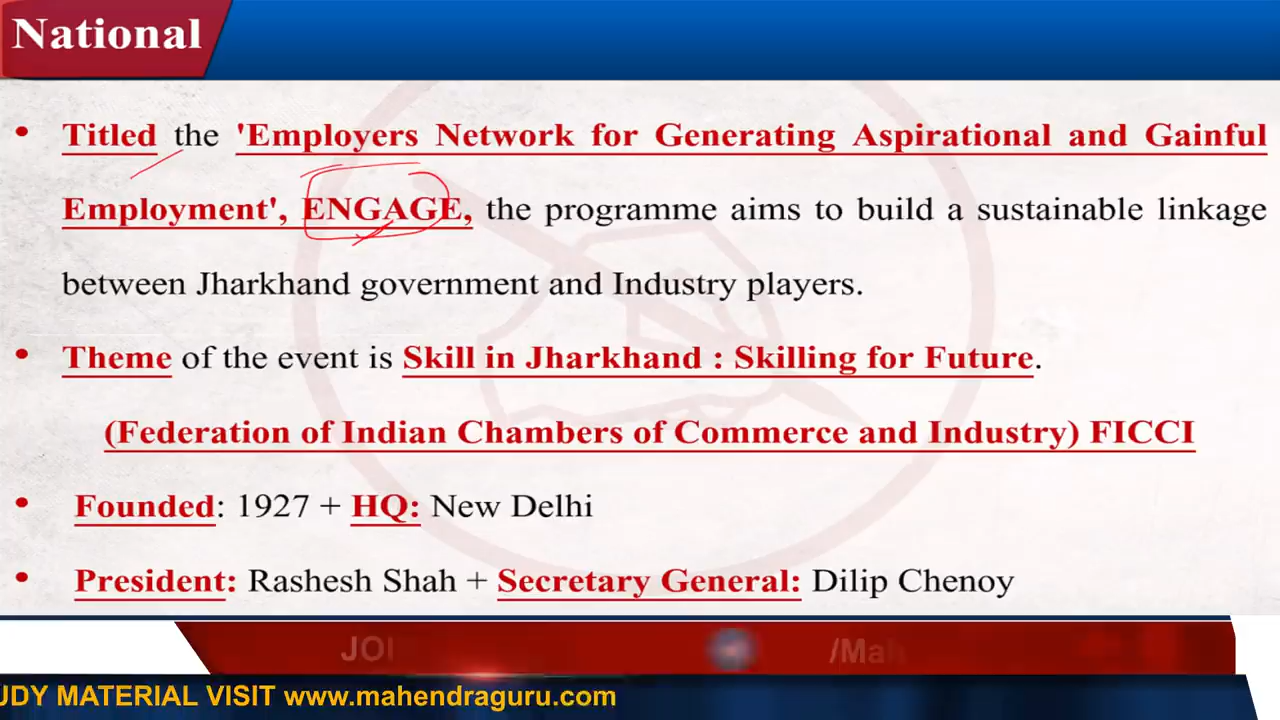 National
• Titled the 'Employers Network for Generating Aspirational and Gainful
Employment', ENGAGE, the programme aims to build a sustainable linkage
between Jharkhand government and Industry players.
• Theme of the event is Skill in Jharkhand : Skilling for Future.
(Federation of Indian Chambers of Commerce and Industry) FICCI
• Founded: 1927 + HQ: New Delhi
• President: Rashesh Shah + Secretary General: Dilip Chenoy
JOI /Mah
UDY MATERIAL VISIT www.mahendraguru.com